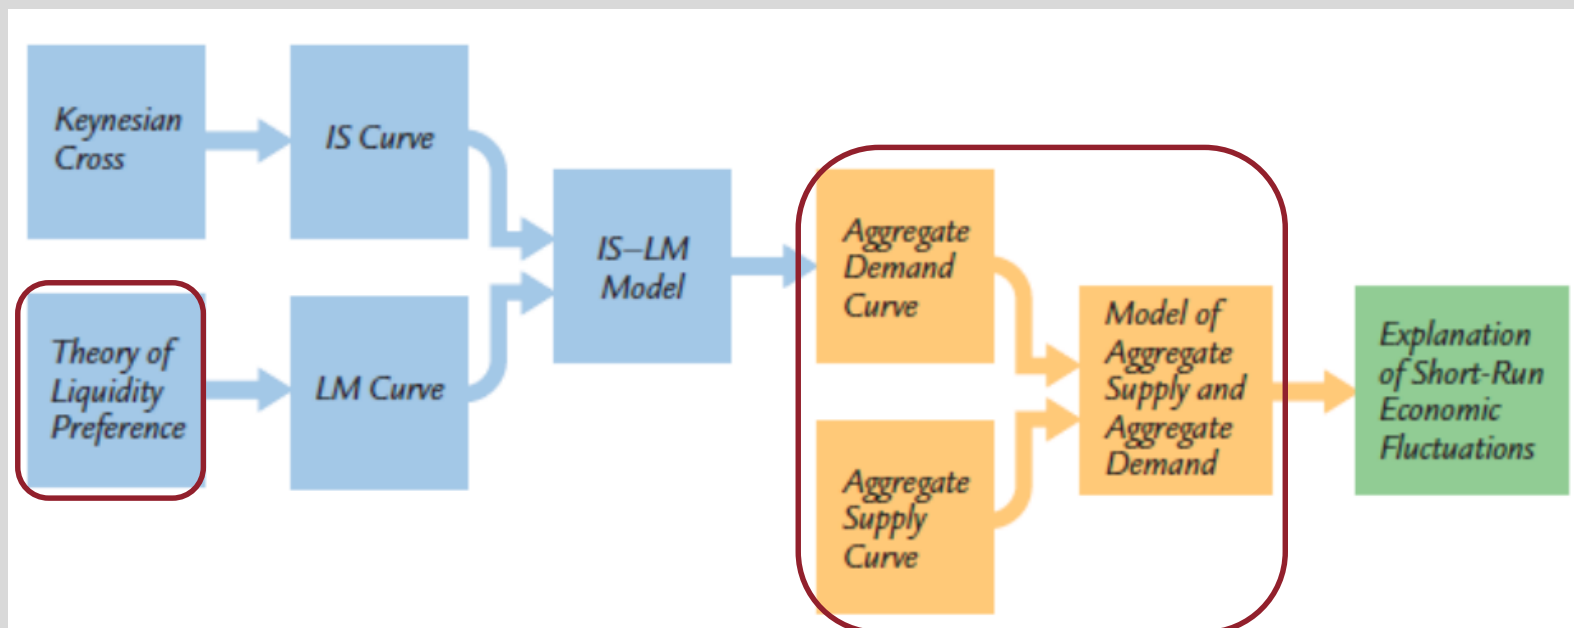 Keynesian
Cross
IS Curve
Theory of
Liquidity
Preference
LM Curve
IS–LM
Model
Aggregate
Demand
Curve
Aggregate
Supply
Curve
Model of
Aggregate
Supply and
Aggregate
Demand
Explanation
of Short-Run
Economic
Fluctuations